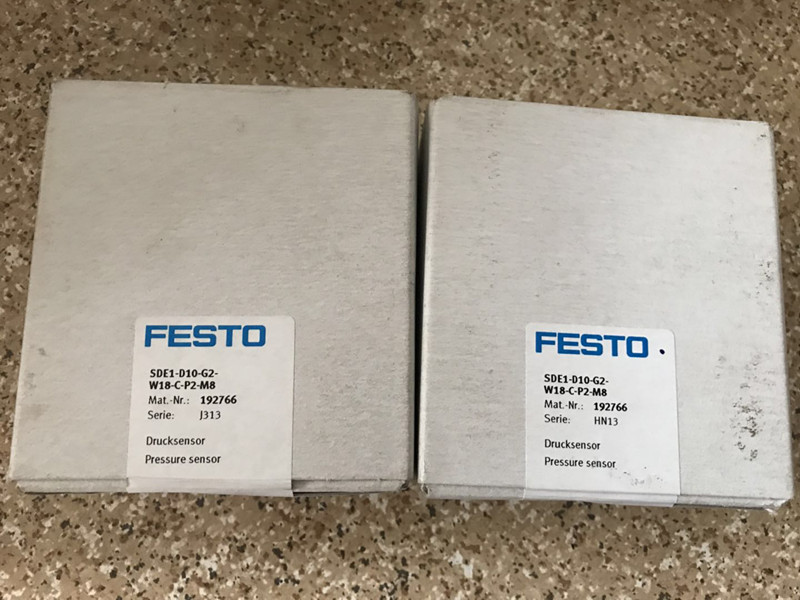 FESTO
SDE1-D10-G2-
W18-C-P2-M8
Mat.-Nr.: 192766
Serie: J313
Drucksensor
Pressure sensor
FESTO
SDE1-D10-G2-
W18-C-P2-M8
Mat.-Nr.: 192766
Serie: HN13
Drucksensor
Pressure sensor